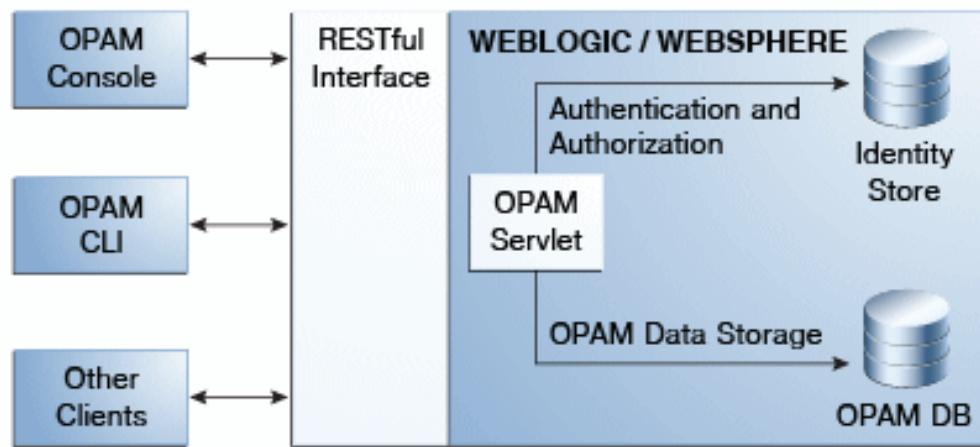 OPAM
Console
OPAM
CLI
Other
Clients
RESTful
Interface
WEBLOGIC / WEBSPHERE
Authentication and
Authorization
Identity
Store
OPAM
Servlet
OPAM Data Storage
OPAM DB